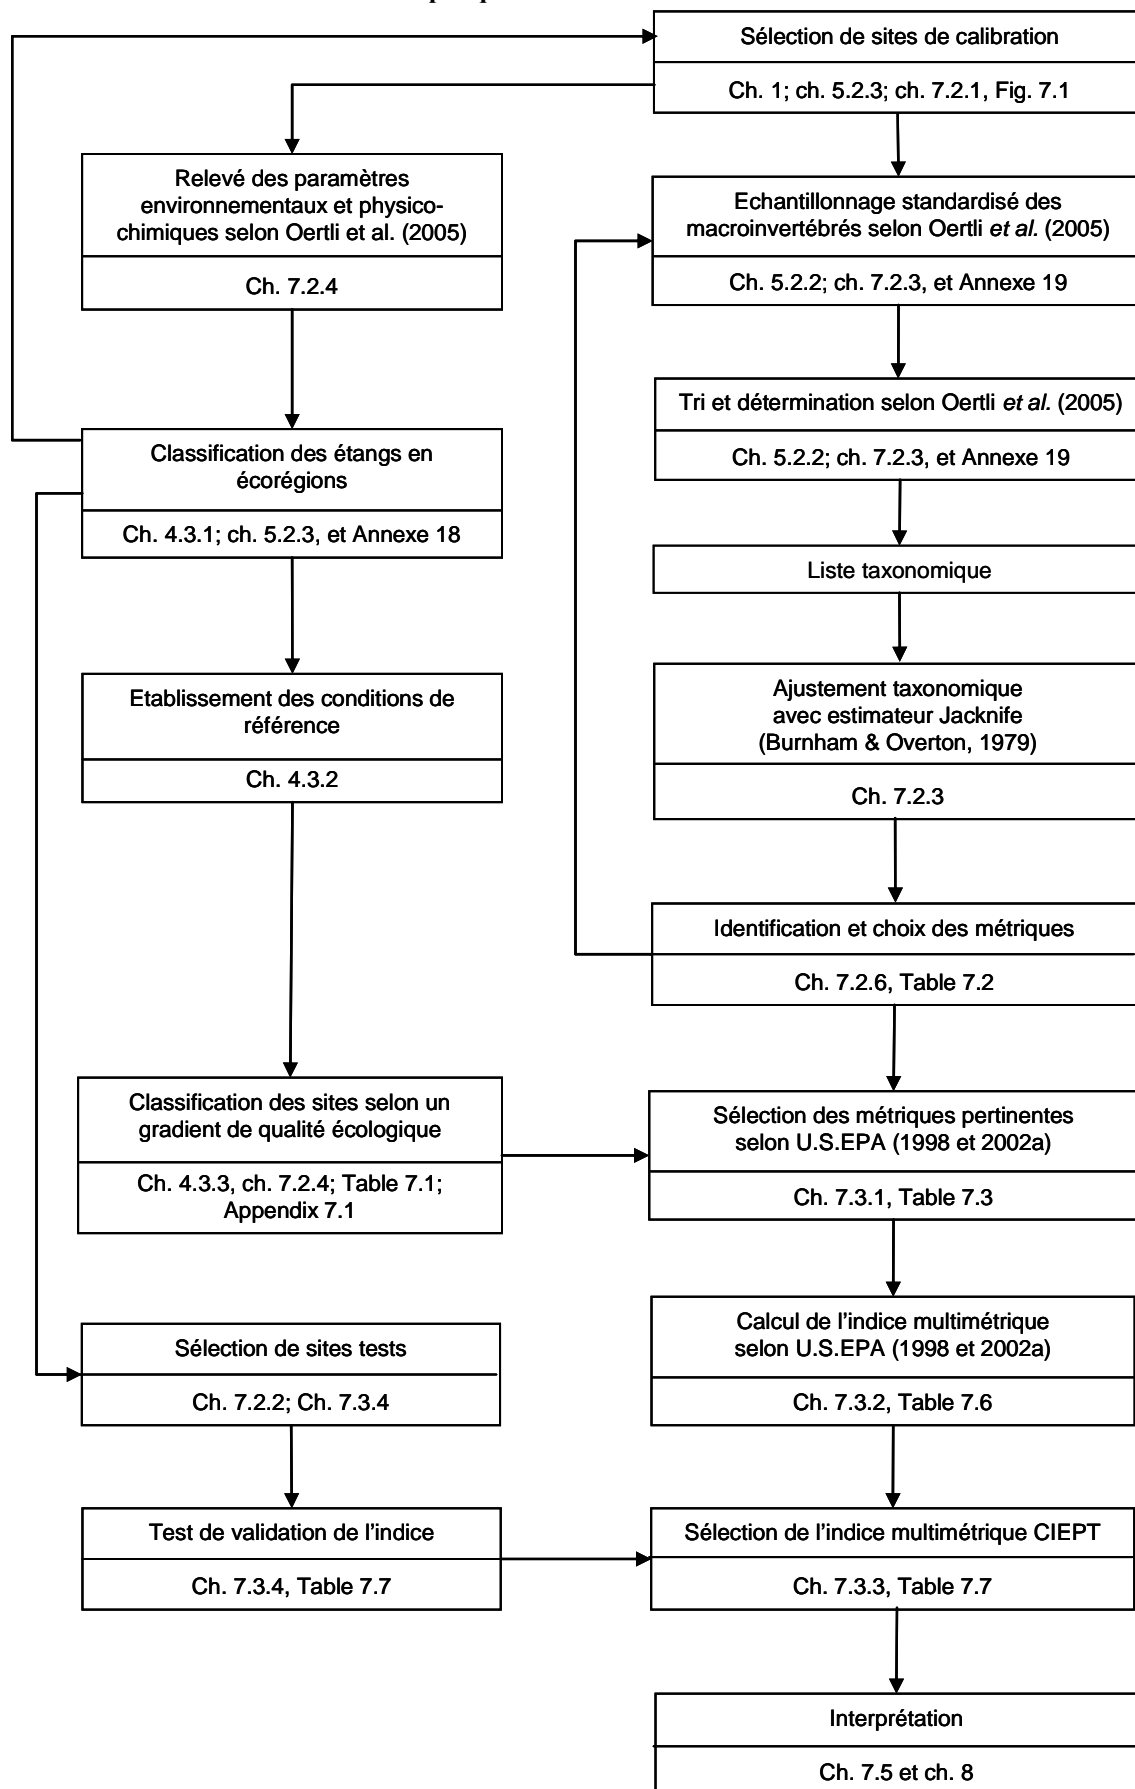 Sélection de sites de calibration
Ch. 1; ch. 5.2.3; ch. 7.2.1, Fig. 7.1
Relevé des paramètres
environnementaux et physico-
chimiques selon Oertli et al. (2005)
Ch. 7.2.4
Echantillonnage standardisé des
macroinvertébrés selon Oertli et al. (2005)
Ch. 5.2.2; ch. 7.2.3, et Annexe 19
Tri et détermination selon Oertli et al. (2005)
Ch. 5.2.2; ch. 7.2.3, et Annexe 19
Classification des étangs en
écorégions
Ch. 4.3.1; ch. 5.2.3, et Annexe 18
Liste taxonomique
Etablissement des conditions de
référence
Ch. 4.3.2
Ajustement taxonomique
avec estimateur Jacknife
(Burnham & Overton, 1979)
Ch. 7.2.3
Identification et choix des métriques
Ch. 7.2.6, Table 7.2
Classification des sites selon un
gradient de qualité écologique
Ch. 4.3.3, ch. 7.2.4; Table 7.1;
Appendix 7.1
Sélection des métriques pertinentes
selon U.S.EPA (1998 et 2002a)
Ch. 7.3.1, Table 7.3
Sélection de sites tests
Ch. 7.2.2; Ch. 7.3.4
Calcul de l'indice multimétrique
selon U.S.EPA (1998 et 2002a)
Ch. 7.3.2, Table 7.6
Test de validation de l'indice
Ch. 7.3.4, Table 7.7
Sélection de l'indice multimétrique CIEPT
Ch. 7.3.3, Table 7.7
Interprétation
Ch. 7.5 et ch. 8